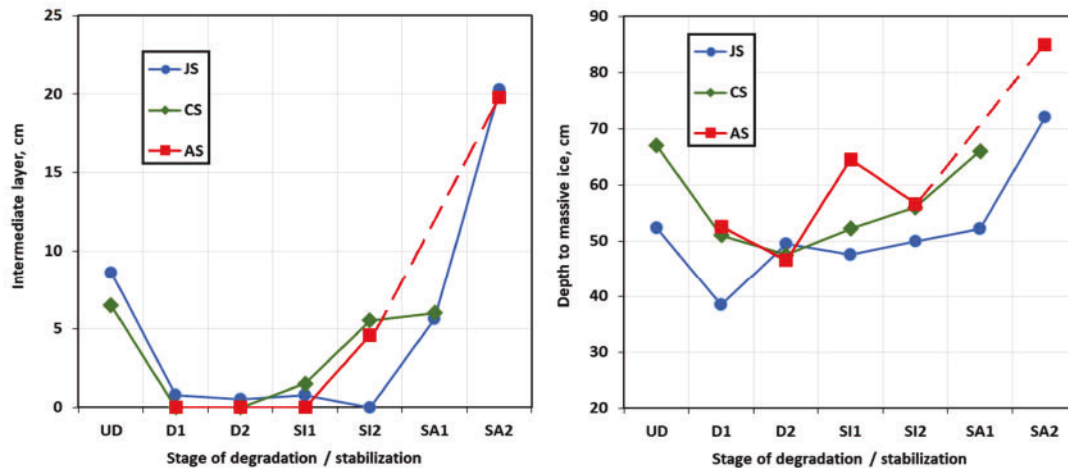 25
20
15
10
5
0
Intermediate layer, cm
JS
CS
AS
UD D1 D2 SI1 SI2 SA1 SA2
Stage of degradation / stabilization
90
80
70
60
50
40
30
20
Depth to massive ice, cm
JS
CS
AS
UD D1 D2 SI1 SI2 SA1 SA2
Stage of degradation / stabilization